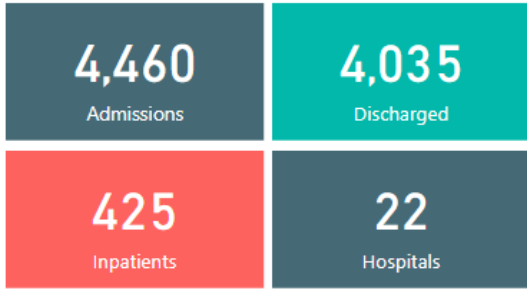 4,460
Admissions
4,035
Discharged
425
Inpatients
22
Hospitals